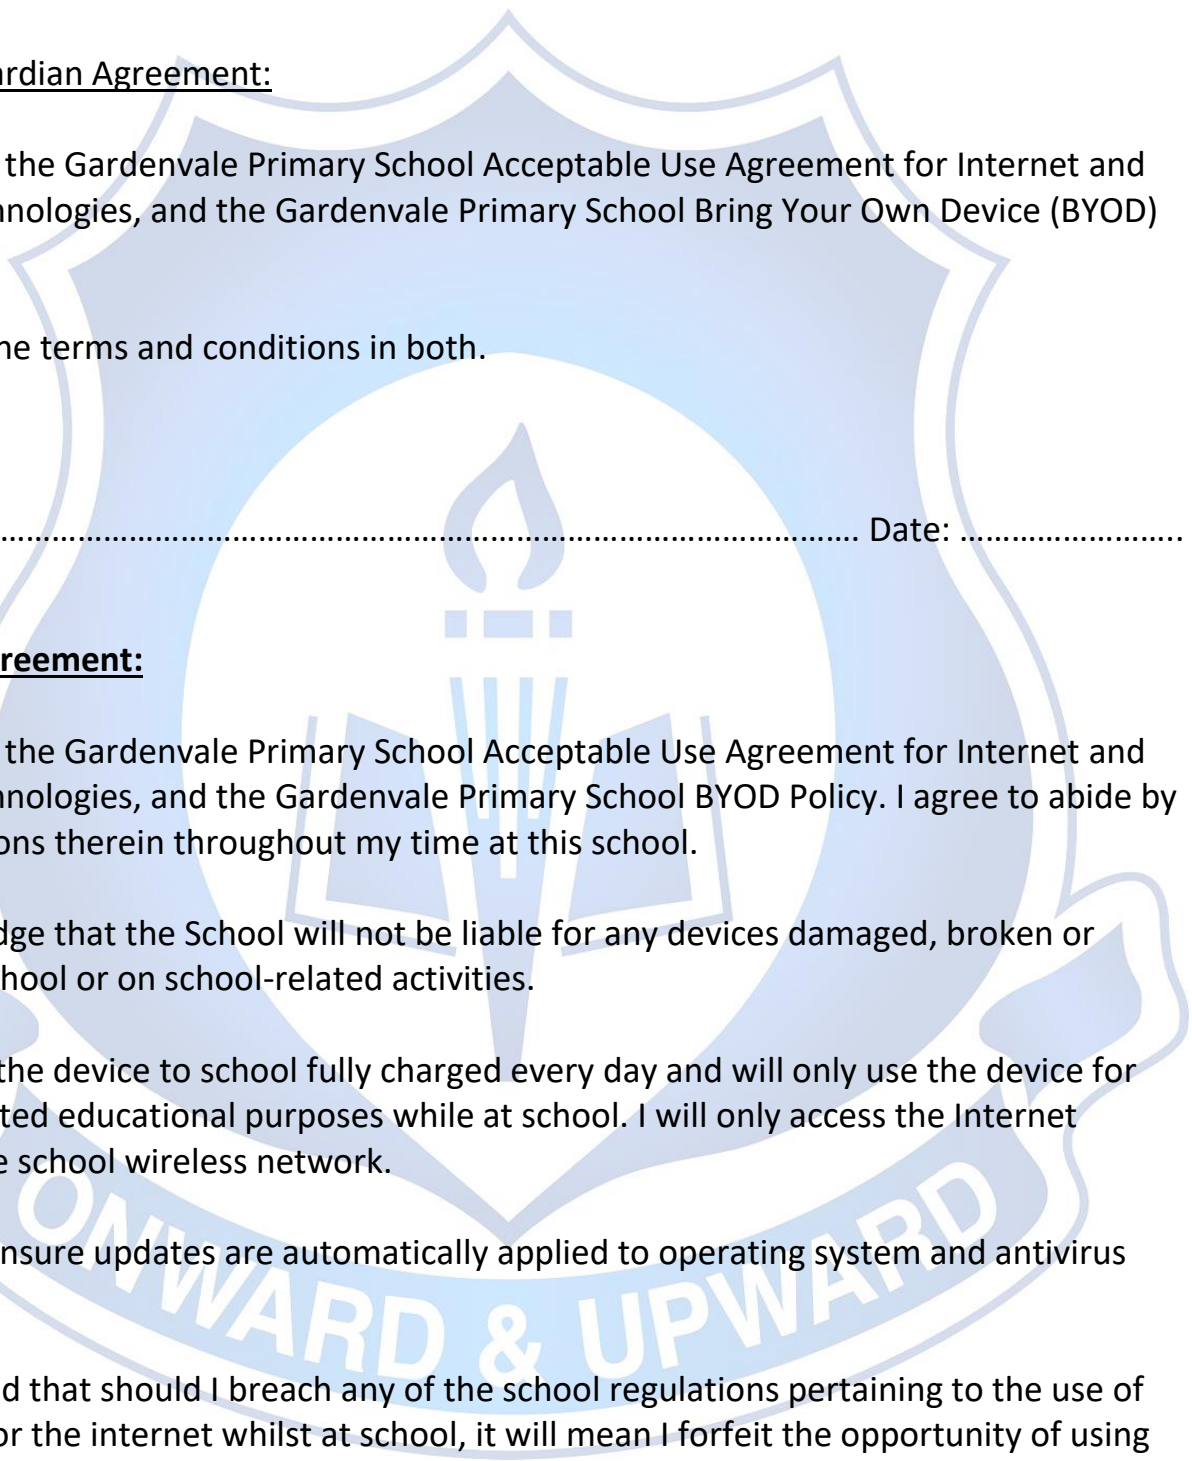 ardian Agreement:
the Gardenvale Primary School Acceptable Use Agreement for Internet and
hnologies, and the Gardenvale Primary School Bring Your Own Device (BYOD)
he terms and conditions in both.
………………………………………………………………………………………. Date: ……………………..
reement:
the Gardenvale Primary School Acceptable Use Agreement for Internet and
hnologies, and the Gardenvale Primary School BYOD Policy. I agree to abide by
ons therein throughout my time at this school.
dge that the School will not be liable for any devices damaged, broken or
hool or on school-related activities.
the device to school fully charged every day and will only use the device for
ted educational purposes while at school. I will only access the Internet
e school wireless network.
nsure updates are automatically applied to operating system and antivirus
d that should I breach any of the school regulations pertaining to the use of
or the internet whilst at school, it will mean I forfeit the opportunity of using
ONWARD & UPWARD